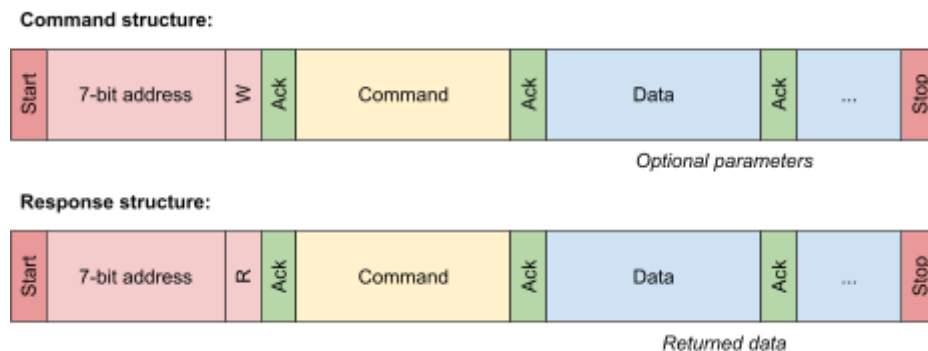 Command structure:
Start 7-bit address W Ack Command Ack Data Ack ... Stop
Optional parameters
Response structure:
Start 7-bit address R Ack Command Ack Data Ack ... Stop
Returned data